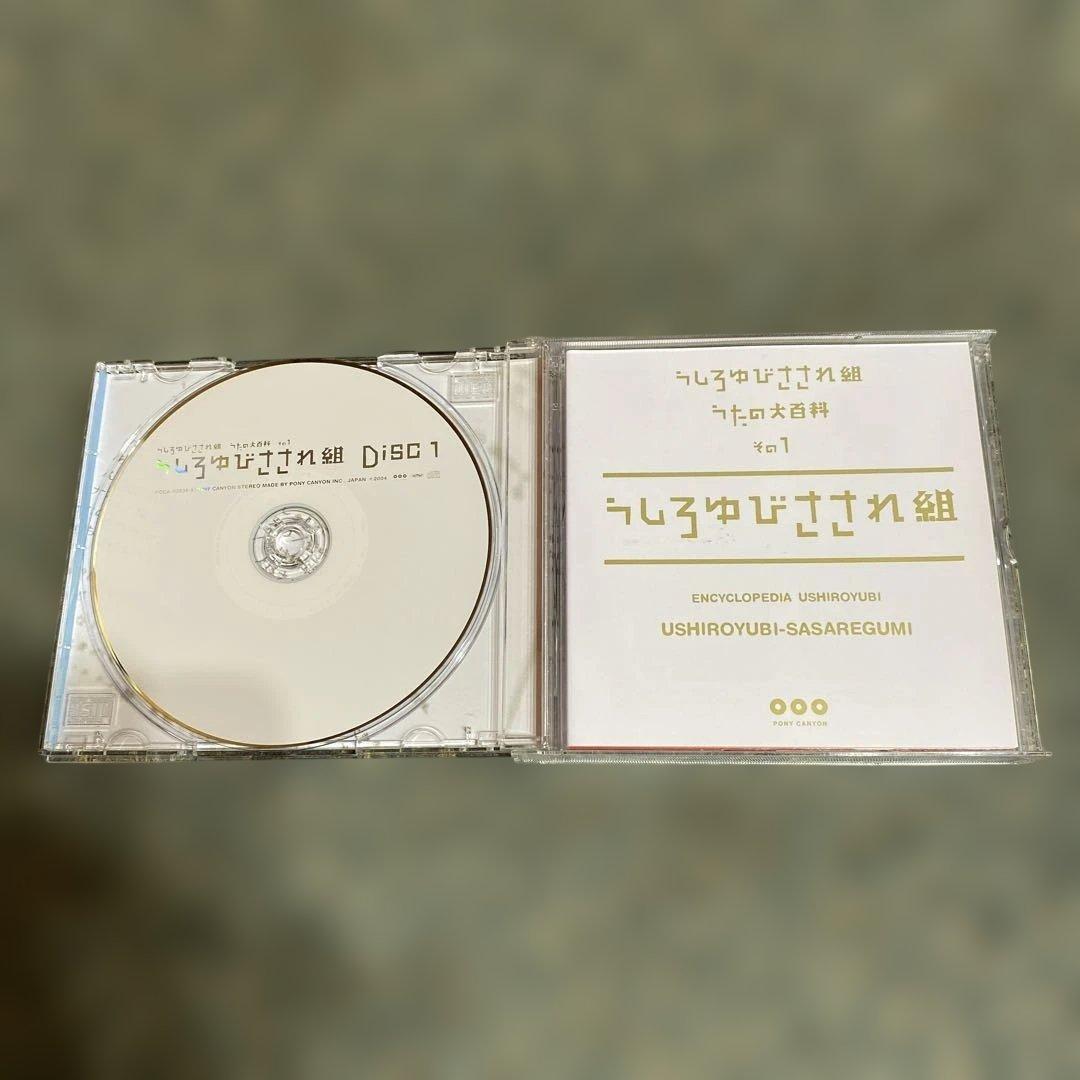 うしろゆびさされ組 うたの大百科 その1
うしろゆびさされ組 DiSC 1
PONY CANYON STEREO MADE BY PONY CANYON INC., JAPAN ℗2004
うしろゆびさされ組
うたの大百科
その1
うしろゆびさされ組
ENCYCLOPEDIA USHIROYUBI
USHIROYUBI-SASAREGUMI
PONY CANYON